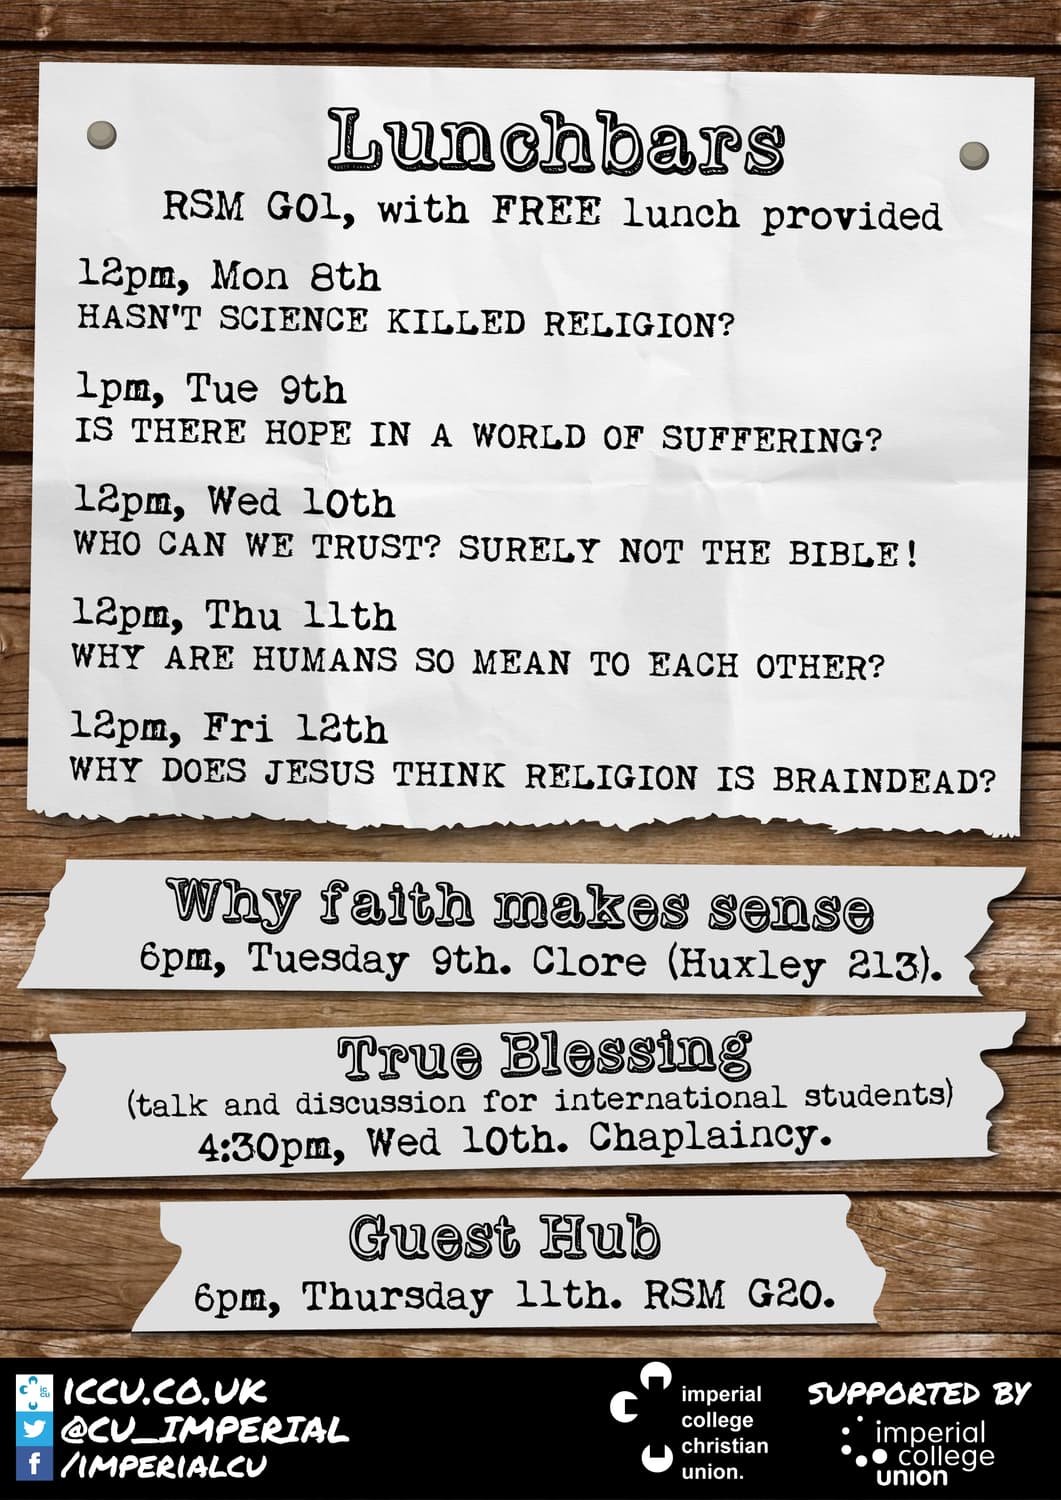 Lunchbars
RSM G01, with FREE lunch provided
12pm, Mon 8th
HASN'T SCIENCE KILLED RELIGION?
1pm, Tue 9th
IS THERE HOPE IN A WORLD OF SUFFERING?
12pm, Wed 10th
WHO CAN WE TRUST? SURELY NOT THE BIBLE!
12pm, Thu 11th
WHY ARE HUMANS SO MEAN TO EACH OTHER?
12pm, Fri 12th
WHY DOES JESUS THINK RELIGION IS BRAINDEAD?
Why faith makes sense
6pm, Tuesday 9th. Clore (Huxley 213).
True Blessing
(talk and discussion for international students)
4:30pm, Wed 10th. Chaplaincy.
Guest Hub
6pm, Thursday 11th. RSM G20.
ic
cu
ICCU.CO.UK
@CU_IMPERIAL
f /IMPERIALCU
imperial
college
christian
union.
SUPPORTED BY
imperial
college
union